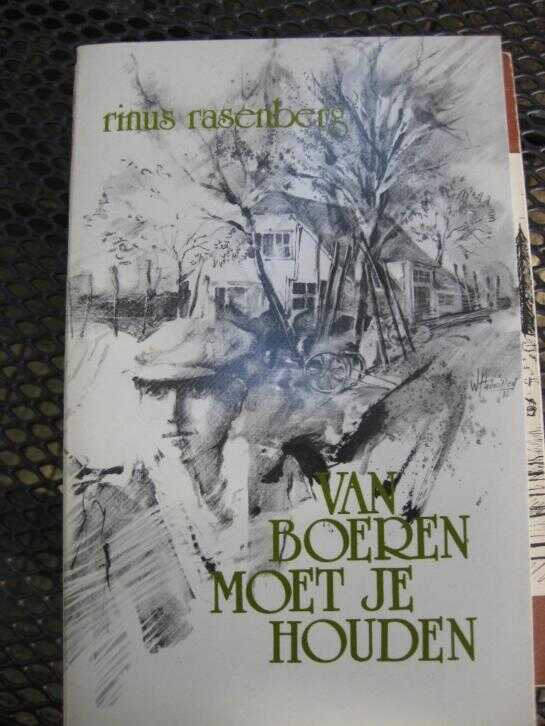 rinus rasenberg
VAN
BOEREN
MOET JE
HOUDEN